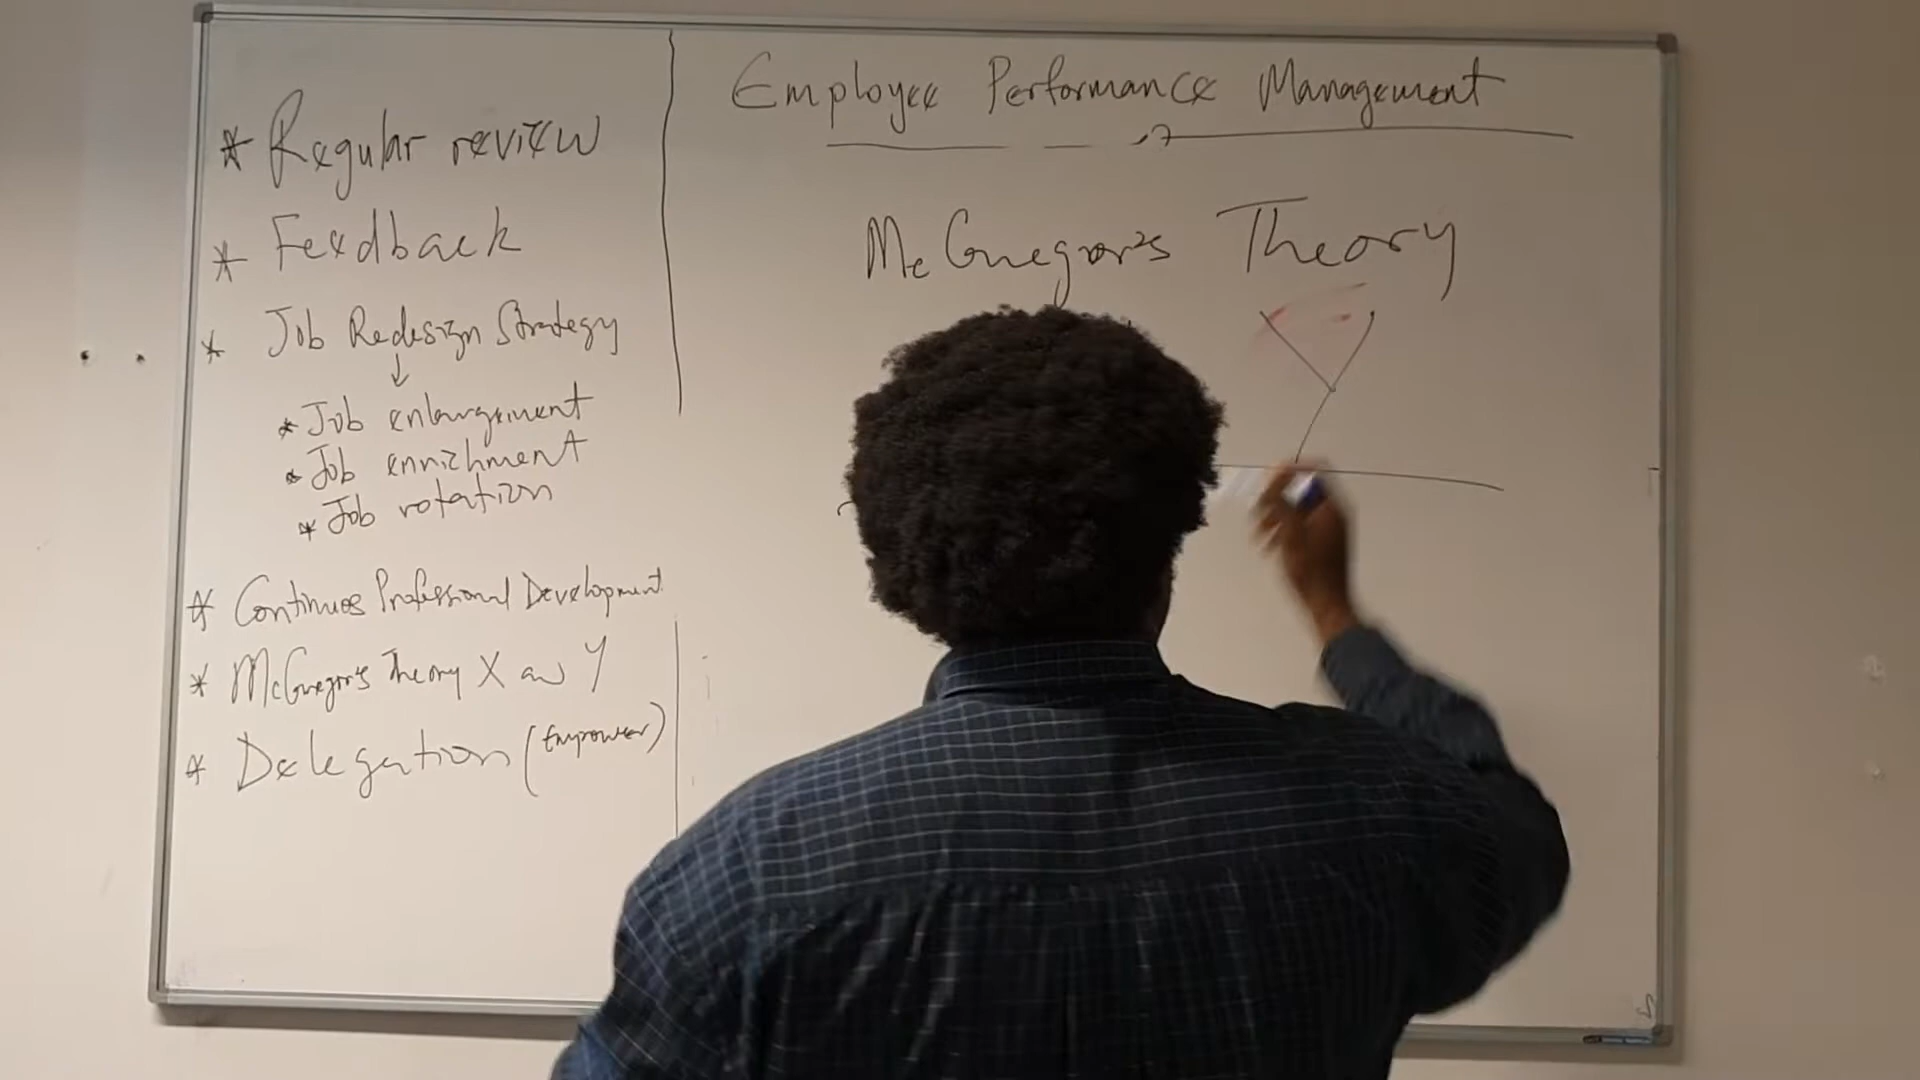 * Regular review
* Feedback
* Job Redesign Strategy
↓
* Job enlargement
* Job enrichment
* Job rotation
* Continues Professional Development
* McGregor's Theory X and Y
* Delegation (Empower)
Employee Performance Management
McGregor's Theory
Y